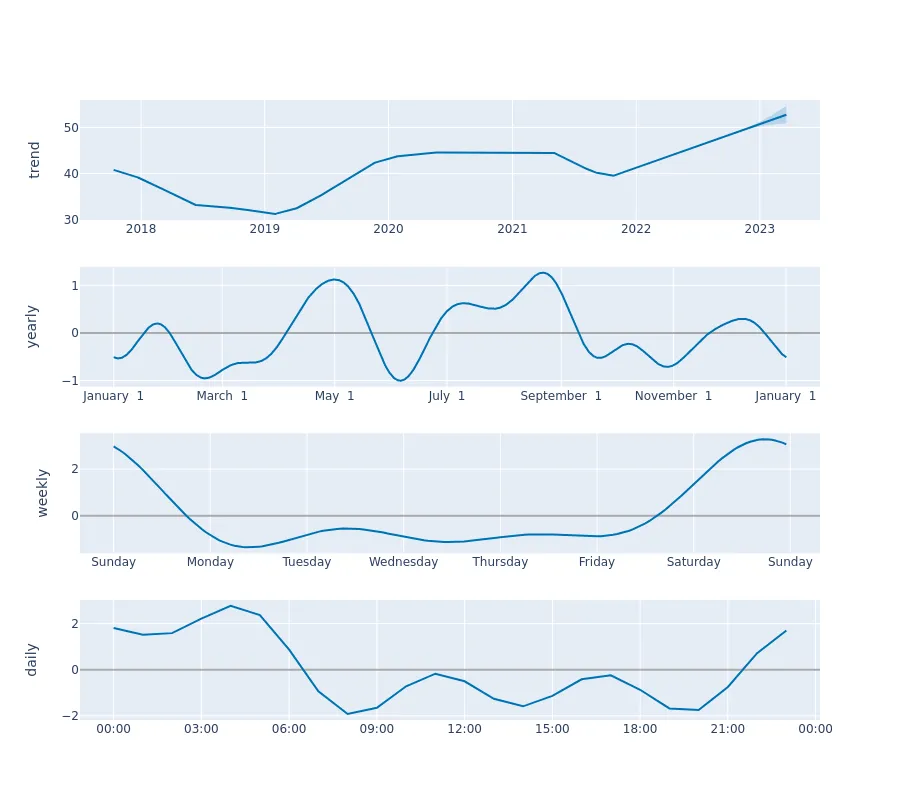 trend
50
40
30
2018 2019 2020 2021 2022 2023
yearly
1
0
−1
January 1 March 1 May 1 July 1 September 1 November 1 January 1
weekly
2
0
Sunday Monday Tuesday Wednesday Thursday Friday Saturday Sunday
daily
2
0
−2
00:00 03:00 06:00 09:00 12:00 15:00 18:00 21:00 00:00